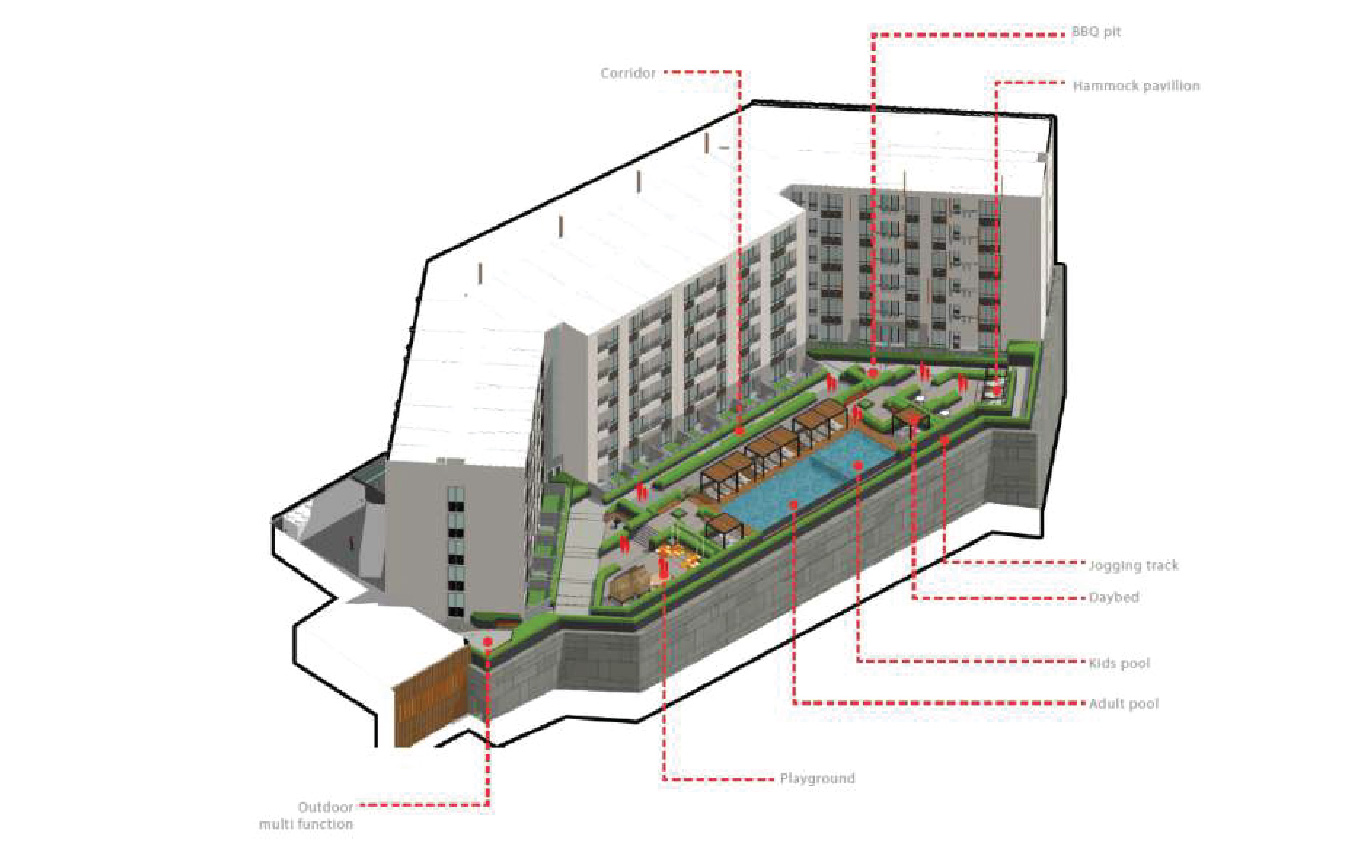 BBQ pit
Corridor
Hammock pavillion
Jogging track
Daybed
Kids pool
Adult pool
Playground
Outdoor
multi function